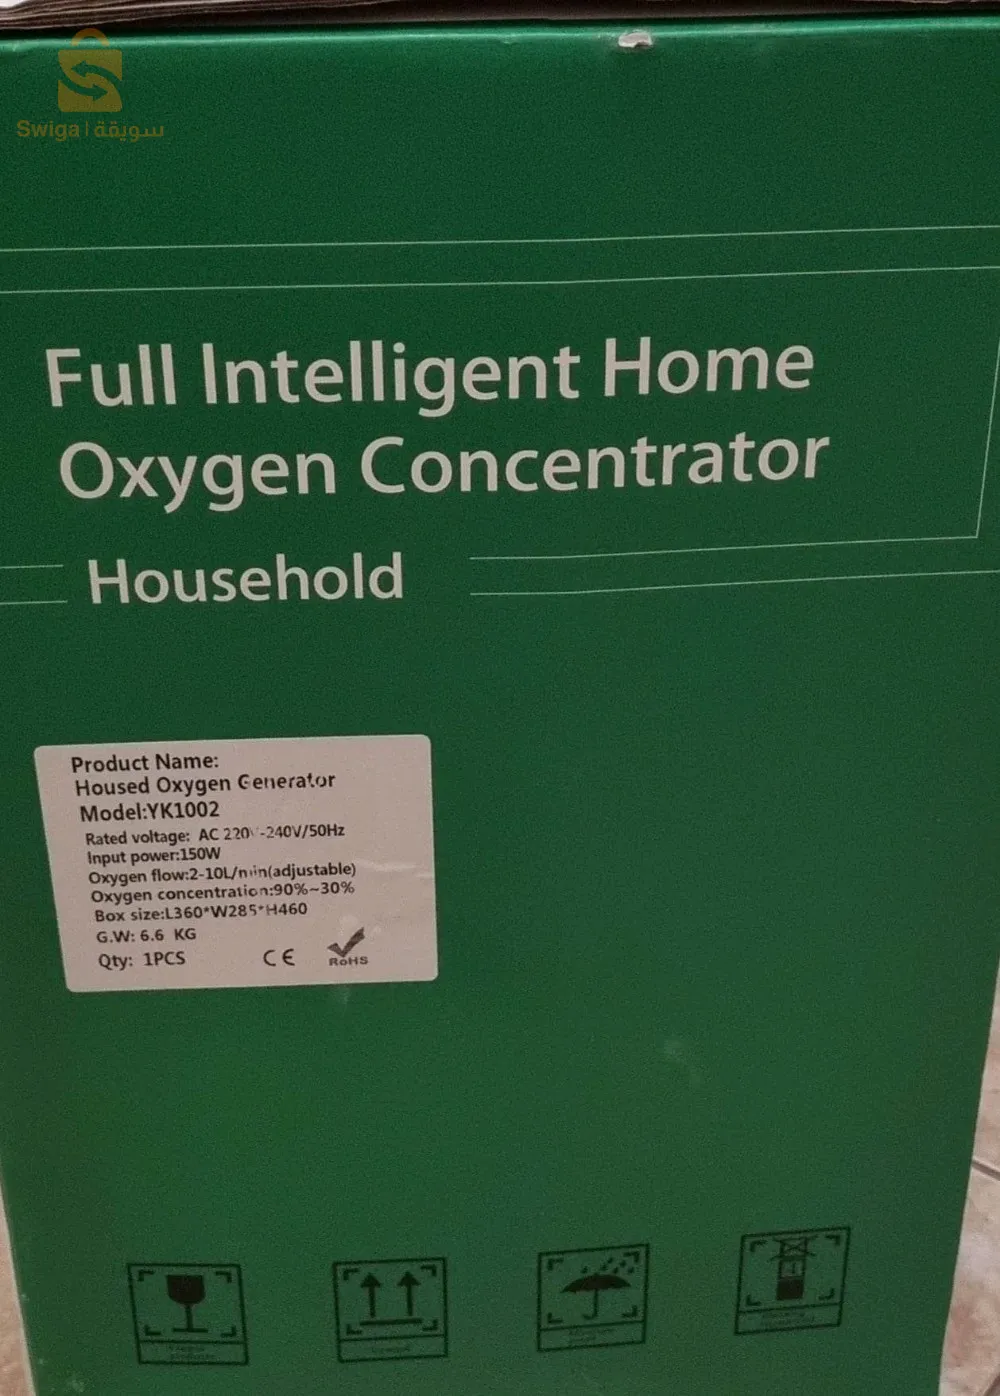 Swiga | سويقة
Full Intelligent Home
Oxygen Concentrator
Household
Product Name:
Housed Oxygen Generator
Model:YK1002
Rated voltage: AC 220V-240V/50Hz
Input power:150W
Oxygen flow:2-10L/min(adjustable)
Oxygen concentration:90%~30%
Box size:L360*W285*H460
G.W: 6.6 KG
Qty: 1PCS
CE
RoHS